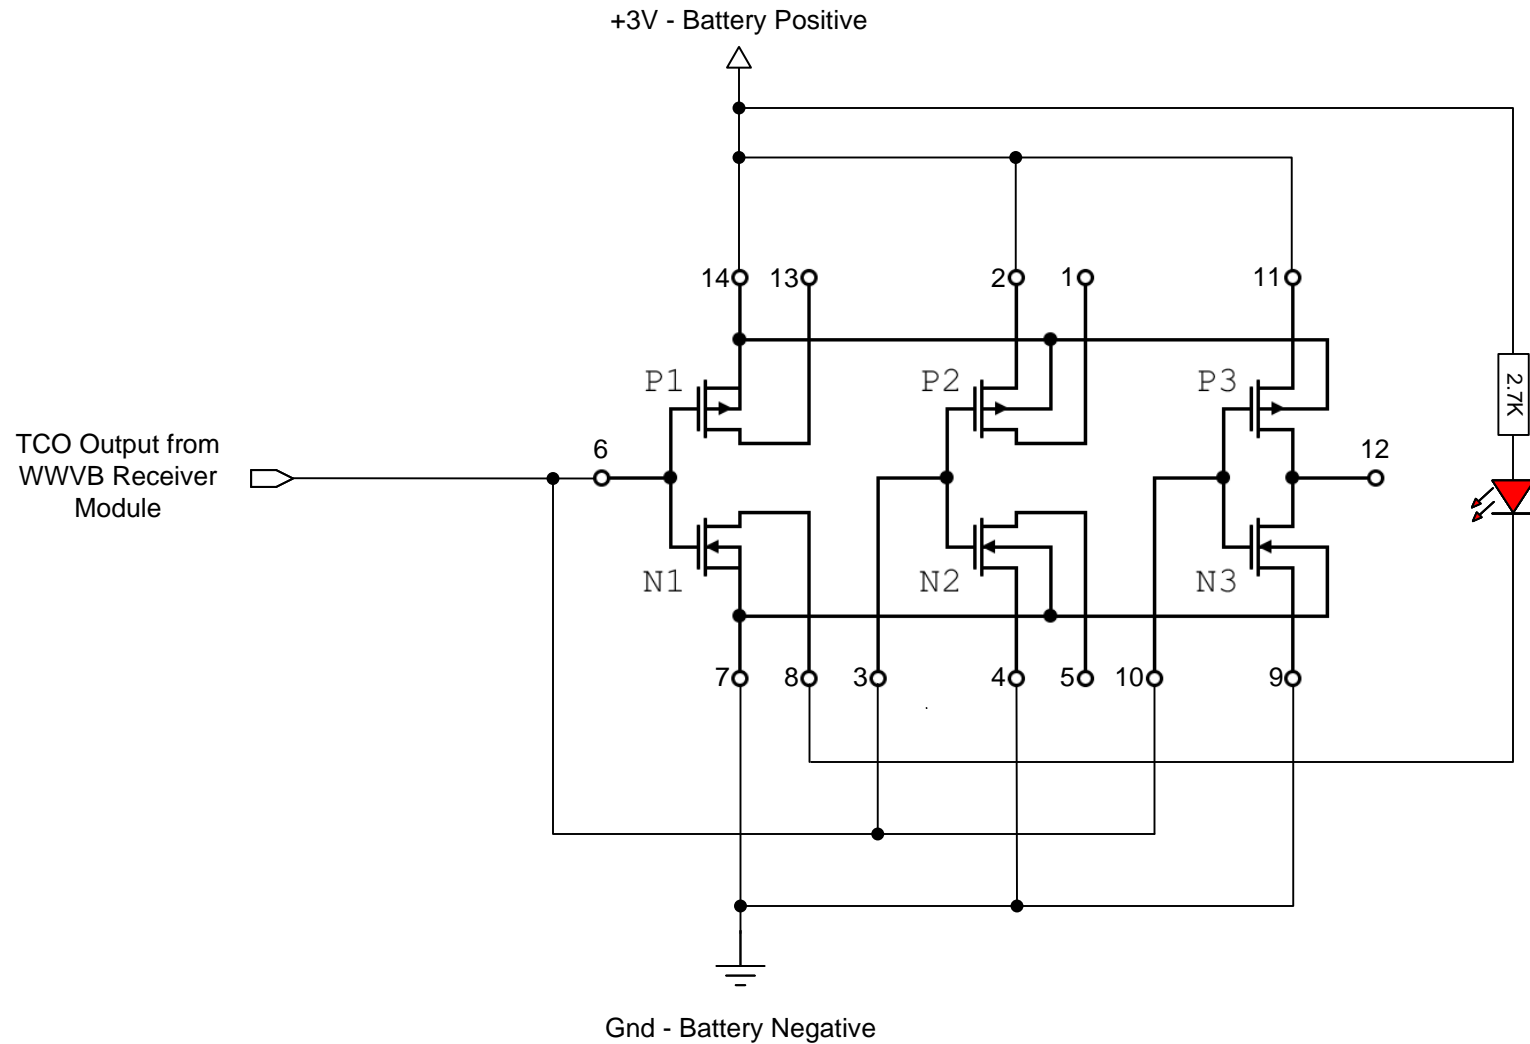 +3V - Battery Positive
14
13
2
1
11
P1
P2
P3
2.7K
TCO Output from
WWVB Receiver
Module
6
12
N1
N2
N3
7
8
3
4
5
10
9
Gnd - Battery Negative